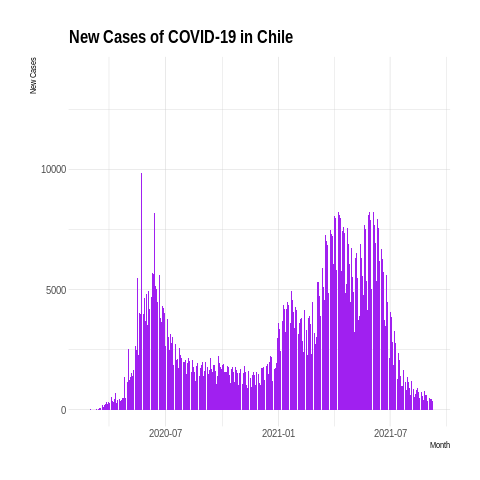 New Cases of COVID-19 in Chile
New Cases
10000
5000
0
2020-07 2021-01 2021-07
Month